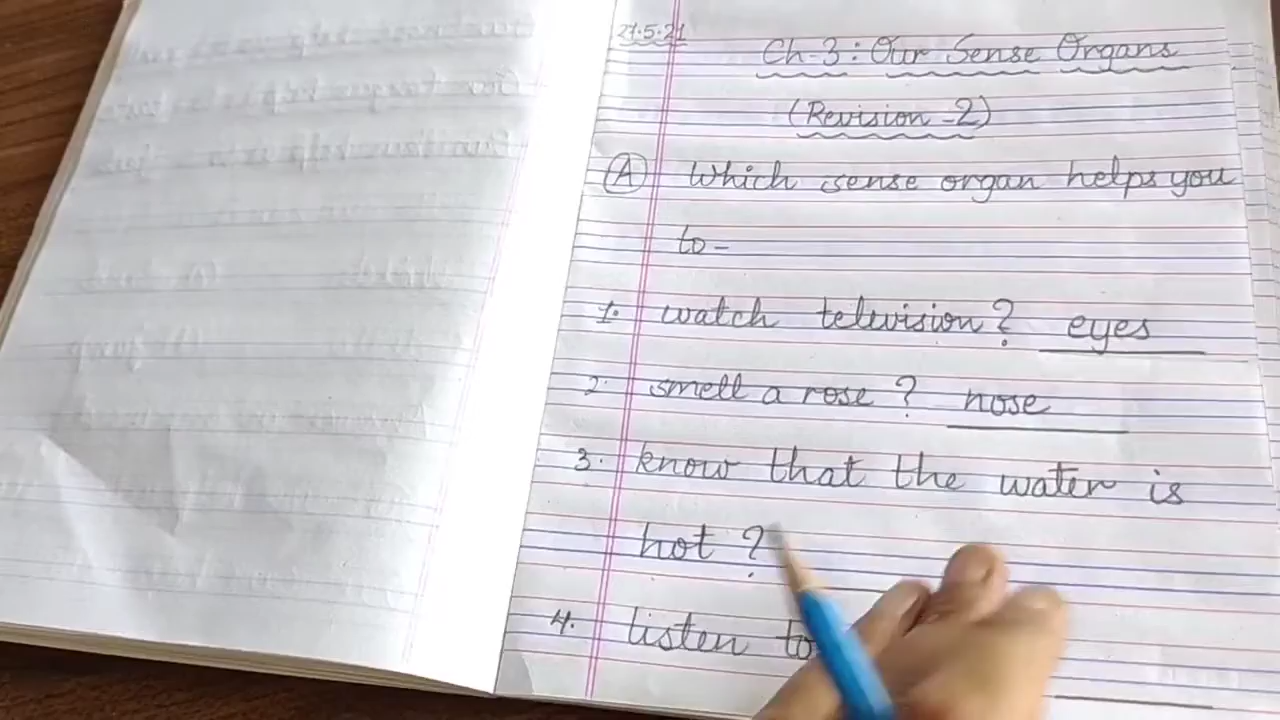 27.5.21
Ch-3: Our Sense Organs
(Revision -2)
A Which sense organ helps you
to-
1. watch television? eyes
2. smell a rose? nose
3. know that the water is
hot?
4. listen to